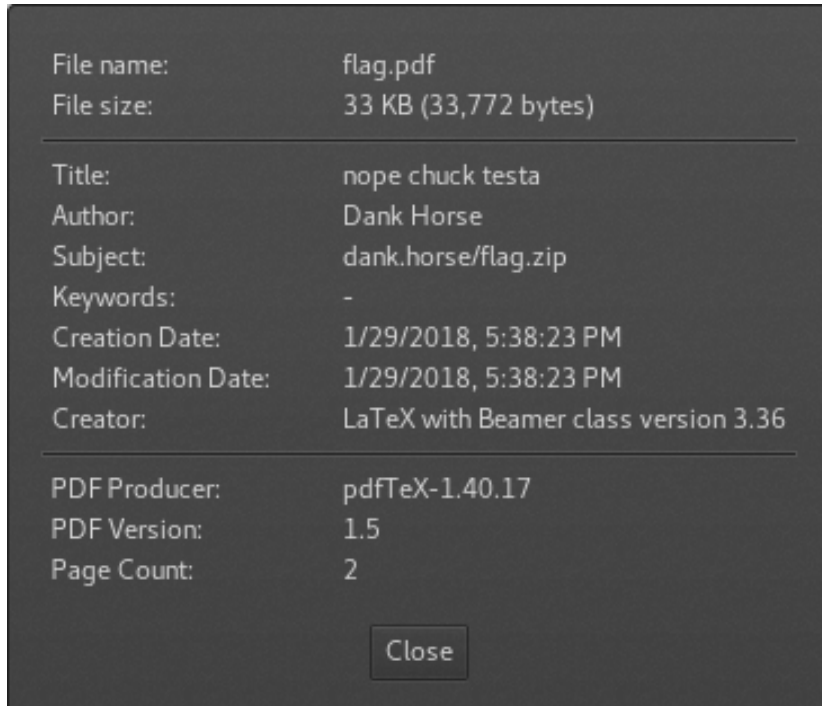 File name: flag.pdf
File size: 33 KB (33,772 bytes)
Title: nope chuck testa
Author: Dank Horse
Subject: dank.horse/flag.zip
Keywords: -
Creation Date: 1/29/2018, 5:38:23 PM
Modification Date: 1/29/2018, 5:38:23 PM
Creator: LaTeX with Beamer class version 3.36
PDF Producer: pdfTeX-1.40.17
PDF Version: 1.5
Page Count: 2
Close